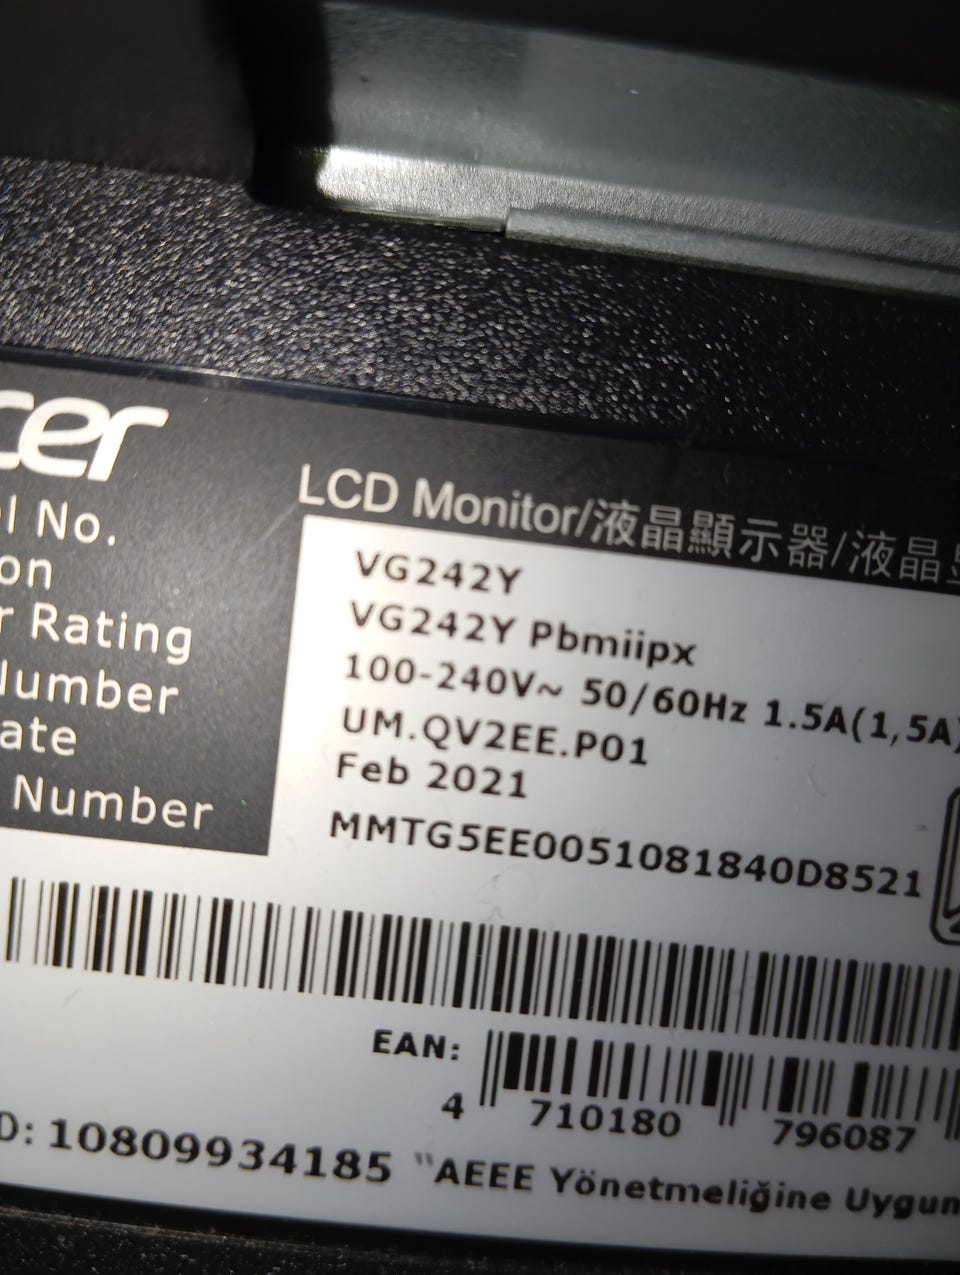 cer
LCD Monitor/液晶顯示器/液晶
l No.
VG242Y
on
VG242Y Pbmiipx
r Rating
100-240V~ 50/60Hz 1.5A(1,5A)
umber
UM.QV2EE.P01
ate
Feb 2021
Number
MMTG5EE0051081840D8521
EAN:
4 710180 796087
D: 10809934185 "AEEE Yönetmeliğine Uygun